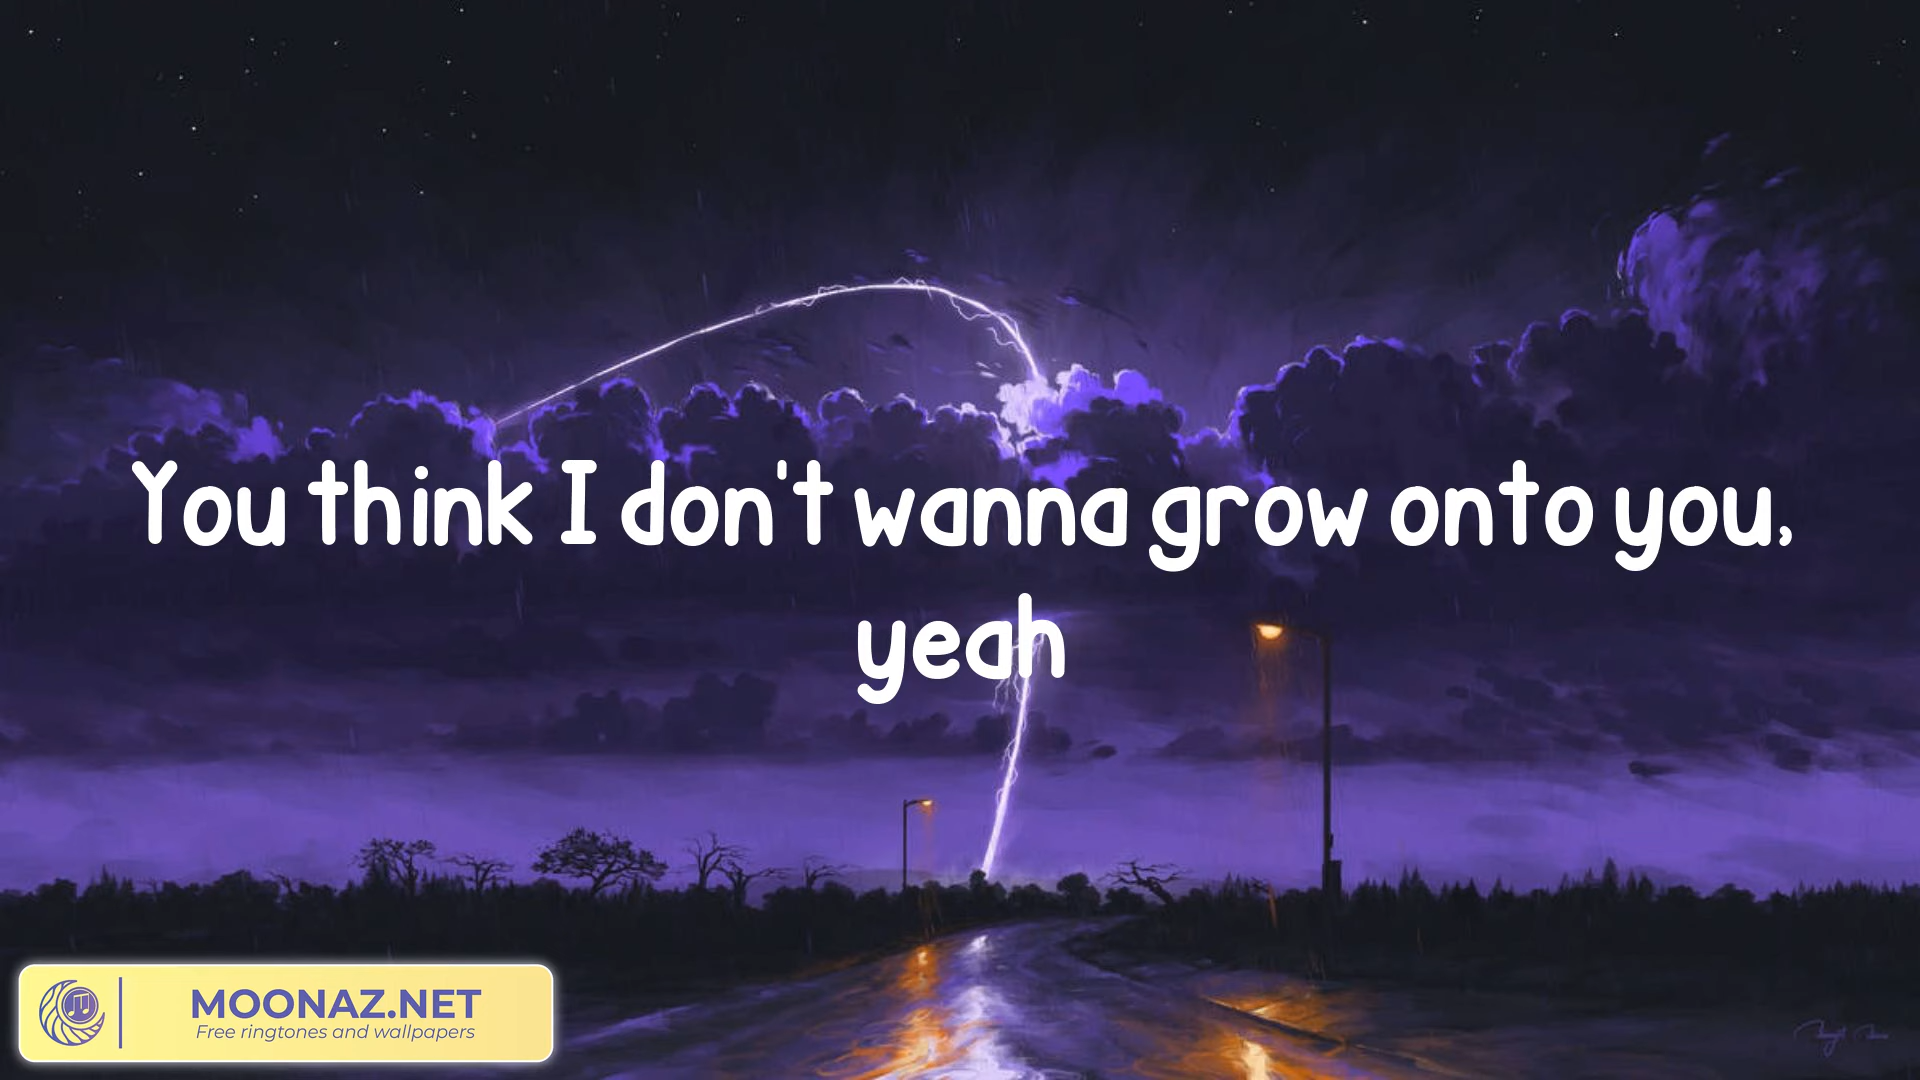 You think I don't wanna grow onto you,
yeah
MOONAZ.NET
Free ringtones and wallpapers